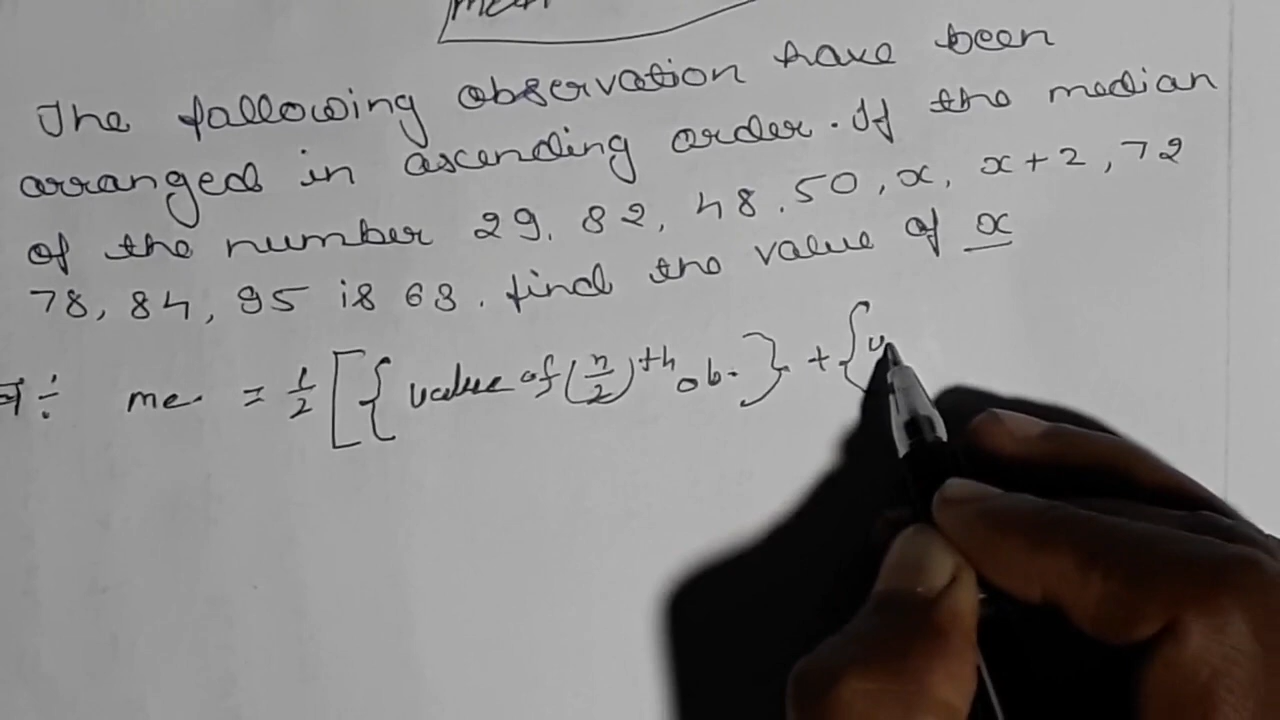 The following observation have been
arranged in ascending order. If the median
of the number 29, 82, 48, 50, x, x+2, 72
78, 84, 95 is 63. find the value of x
me. = 1/2 [{ value of (n/2)th ob. } + {